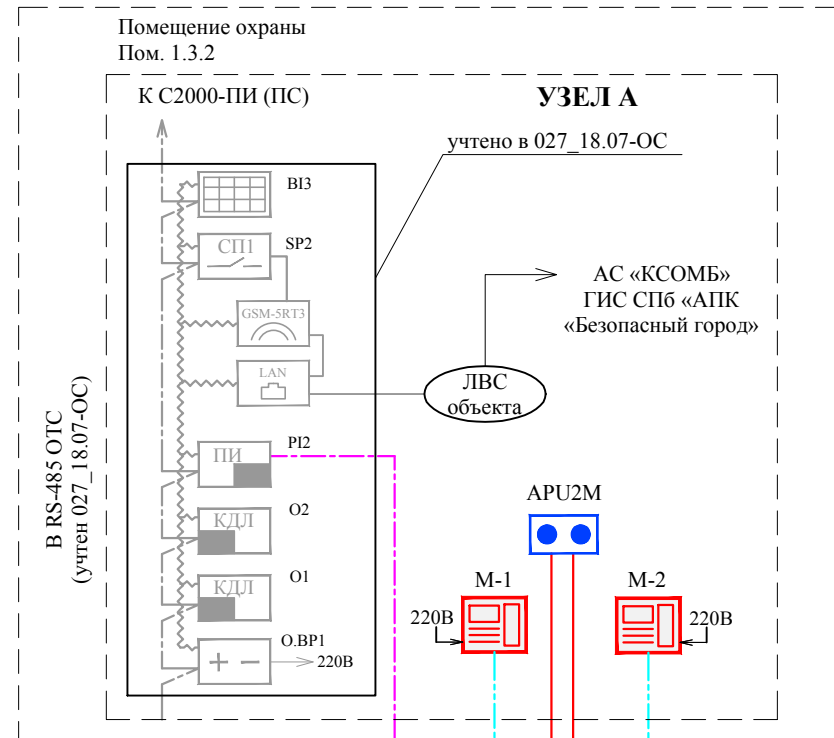 Помещение охраны
Пом. 1.3.2
К С2000-ПИ (ПС)
УЗЕЛ А
учтено в 027_18.07-ОС
BI3
СП1
SP2
GSM-5RT3
LAN
АС «КСОМБ»
ГИС СПб «АПК
«Безопасный город»
ЛВС
объекта
В RS-485 ОТС
(учтен 027_18.07-ОС)
ПИ
PI2
КДЛ
O2
КДЛ
O1
O.BP1
220В
APU2M
М-1
М-2
220В
220В